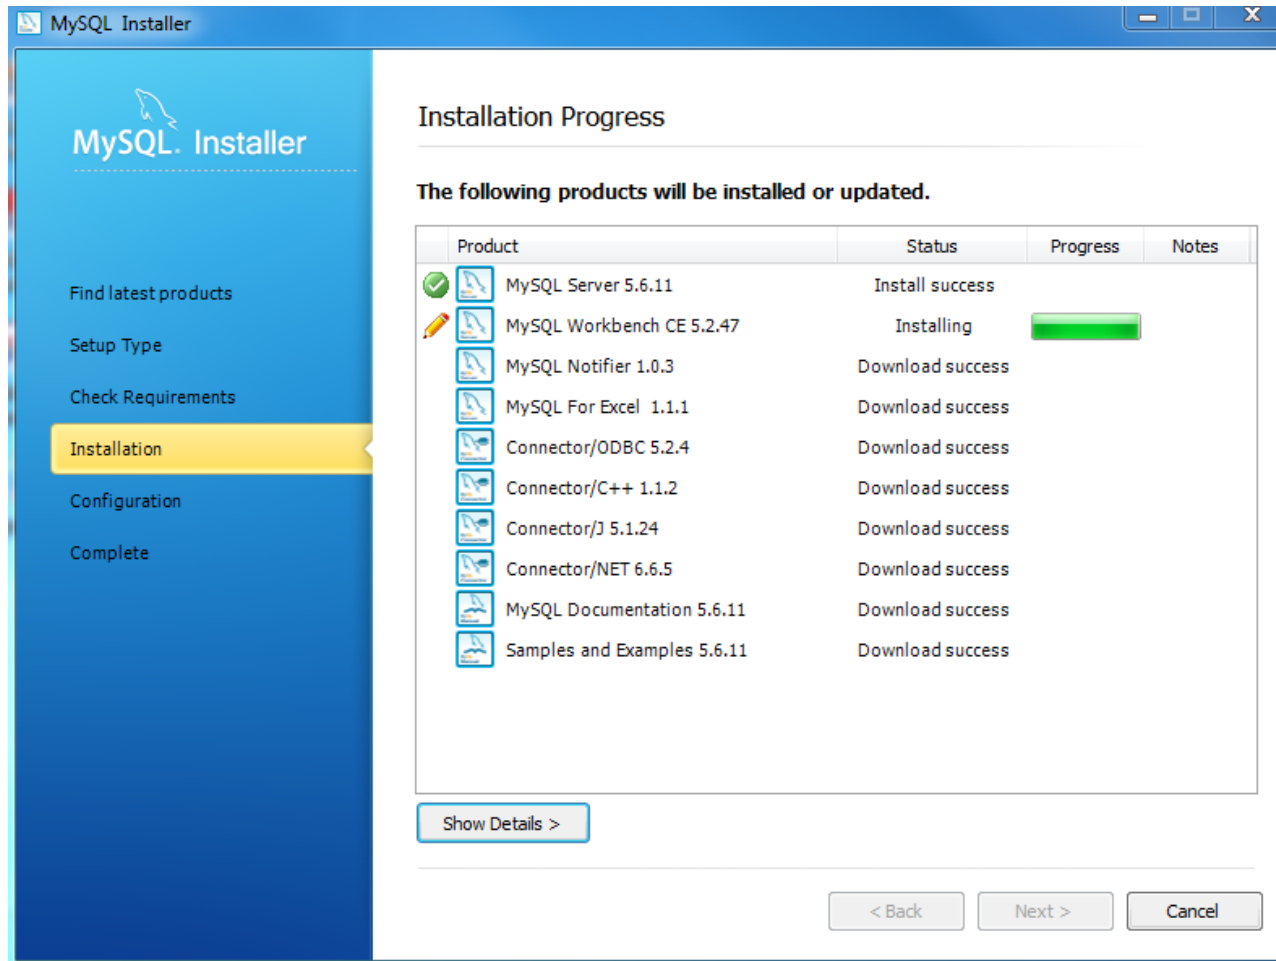 MySQL Installer
MySQL. Installer
Find latest products
Setup Type
Check Requirements
Installation
Configuration
Complete
Installation Progress
The following products will be installed or updated.
Product Status Progress Notes
MySQL Server 5.6.11 Install success
MySQL Workbench CE 5.2.47 Installing
MySQL Notifier 1.0.3 Download success
MySQL For Excel 1.1.1 Download success
Connector/ODBC 5.2.4 Download success
Connector/C++ 1.1.2 Download success
Connector/J 5.1.24 Download success
Connector/NET 6.6.5 Download success
MySQL Documentation 5.6.11 Download success
Samples and Examples 5.6.11 Download success
Show Details >
< Back Next > Cancel